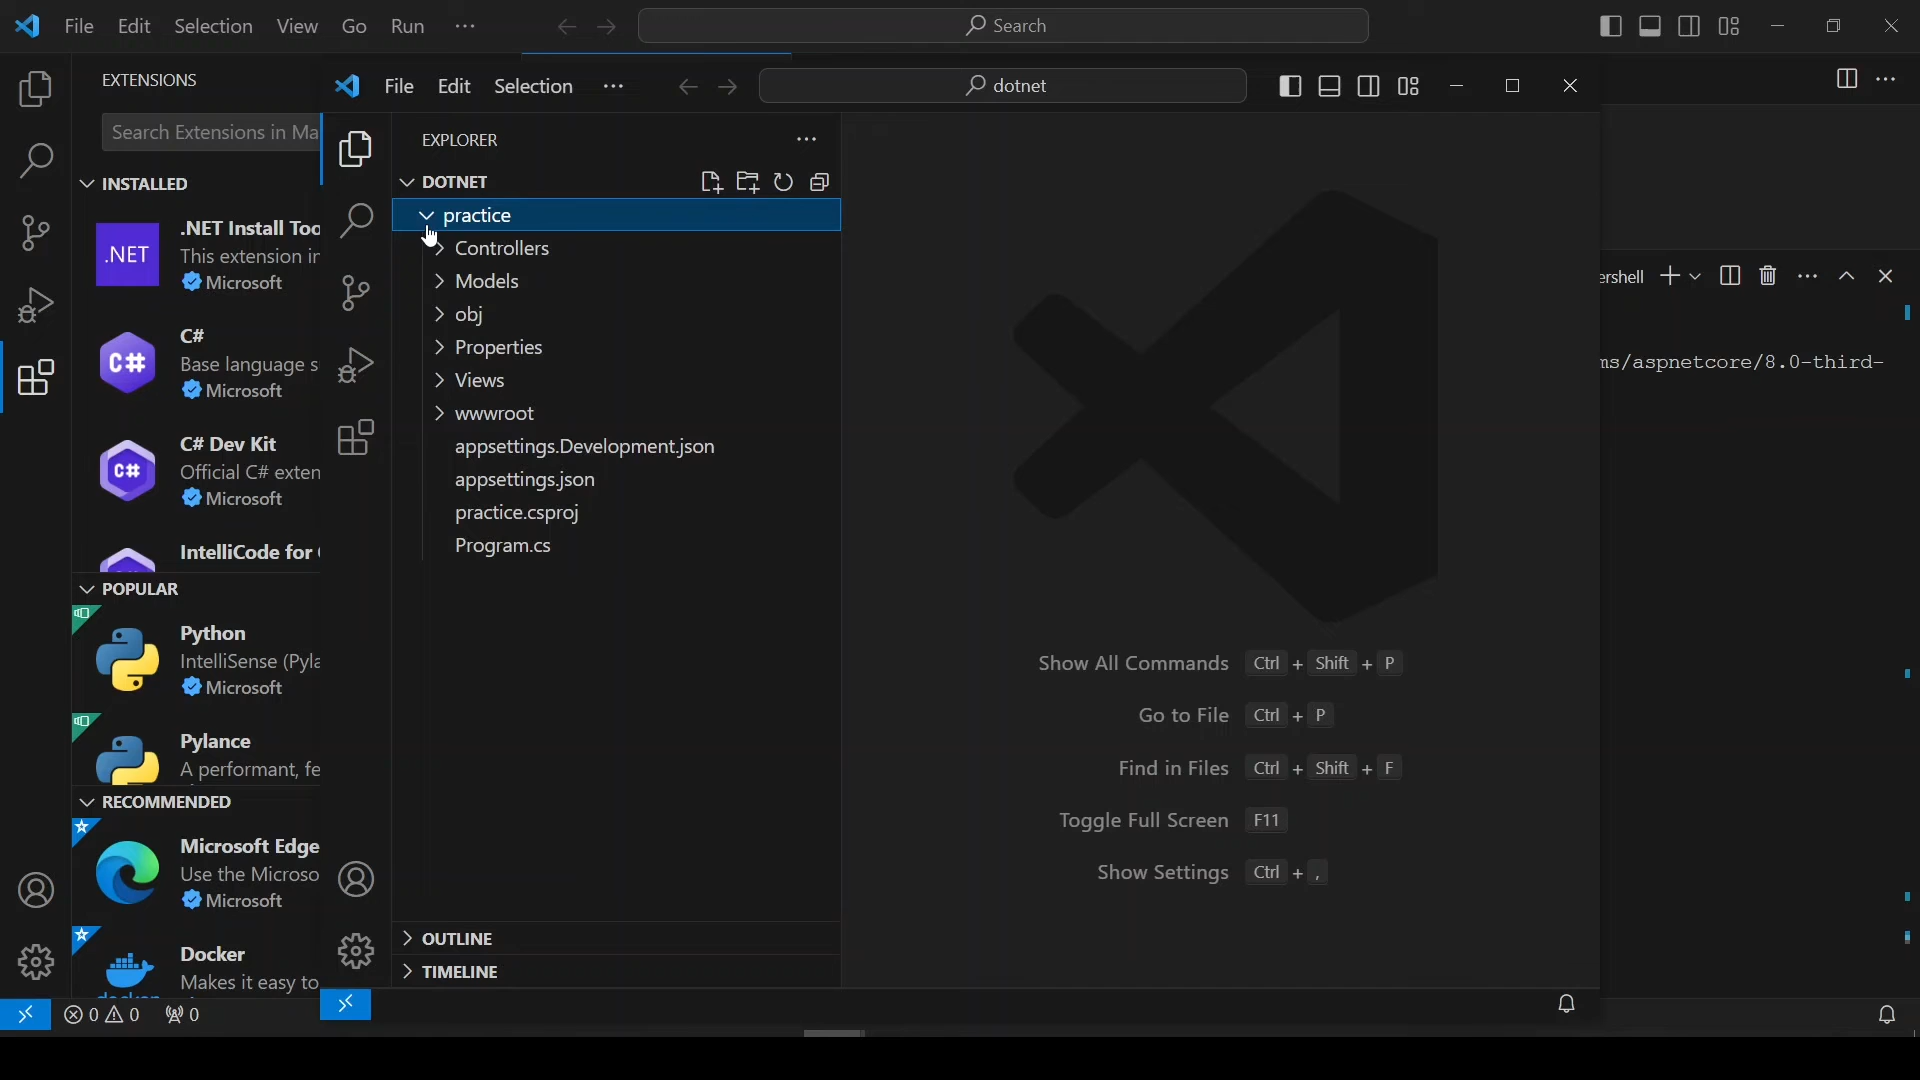 File Edit Selection View Go Run
Search
EXTENSIONS
Search Extensions in Ma
INSTALLED
.NET
.NET Install Too
This extension in
Microsoft
C#
C#
Base language s
Microsoft
C#
C# Dev Kit
Official C# exten
Microsoft
IntelliCode for
POPULAR
Python
IntelliSense (Pyla
Microsoft
Pylance
A performant, fe
RECOMMENDED
Microsoft Edge
Use the Microso
Microsoft
Docker
Makes it easy to
0 0 0
File Edit Selection
dotnet
EXPLORER
DOTNET
practice
Controllers
Models
obj
Properties
Views
wwwroot
appsettings.Development.json
appsettings.json
practice.csproj
Program.cs
OUTLINE
TIMELINE
Show All Commands Ctrl + Shift + P
Go to File Ctrl + P
Find in Files Ctrl + Shift + F
Toggle Full Screen F11
Show Settings Ctrl + ,
ershell
ms/aspnetcore/8.0-third-